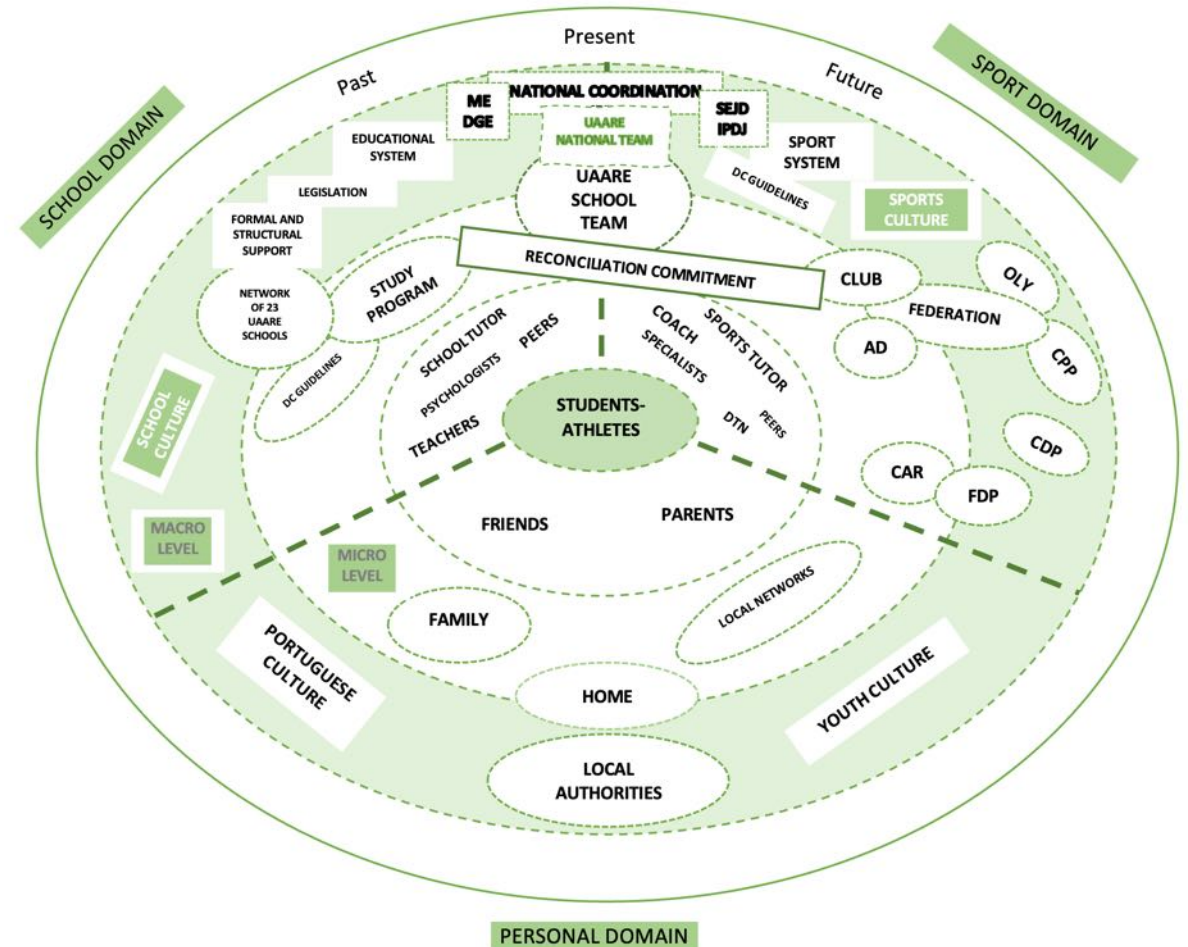 Present
Past
Future
SCHOOL DOMAIN
SPORT DOMAIN
NATIONAL COORDINATION
ME
DGE
SEJD
IPDJ
UAARE
NATIONAL TEAM
EDUCATIONAL
SYSTEM
SPORT
SYSTEM
LEGISLATION
DC GUIDELINES
SPORTS
CULTURE
UAARE
SCHOOL
TEAM
FORMAL AND
STRUCTURAL
SUPPORT
RECONCILIATION COMMITMENT
STUDY
PROGRAM
NETWORK
OF 23
UAARE
SCHOOLS
CLUB
OLY
FEDERATION
AD
CPP
DC GUIDELINES
SCHOOL TUTOR
PEERS
PSYCHOLOGISTS
TEACHERS
COACH
SPORTS TUTOR
SPECIALISTS
DTN
PEERS
STUDENTS-
ATHLETES
SCHOOL
CULTURE
CDP
CAR
FDP
MACRO
LEVEL
MICRO
LEVEL
FRIENDS
PARENTS
FAMILY
LOCAL NETWORKS
PORTUGUESE
CULTURE
HOME
YOUTH CULTURE
LOCAL
AUTHORITIES
PERSONAL DOMAIN